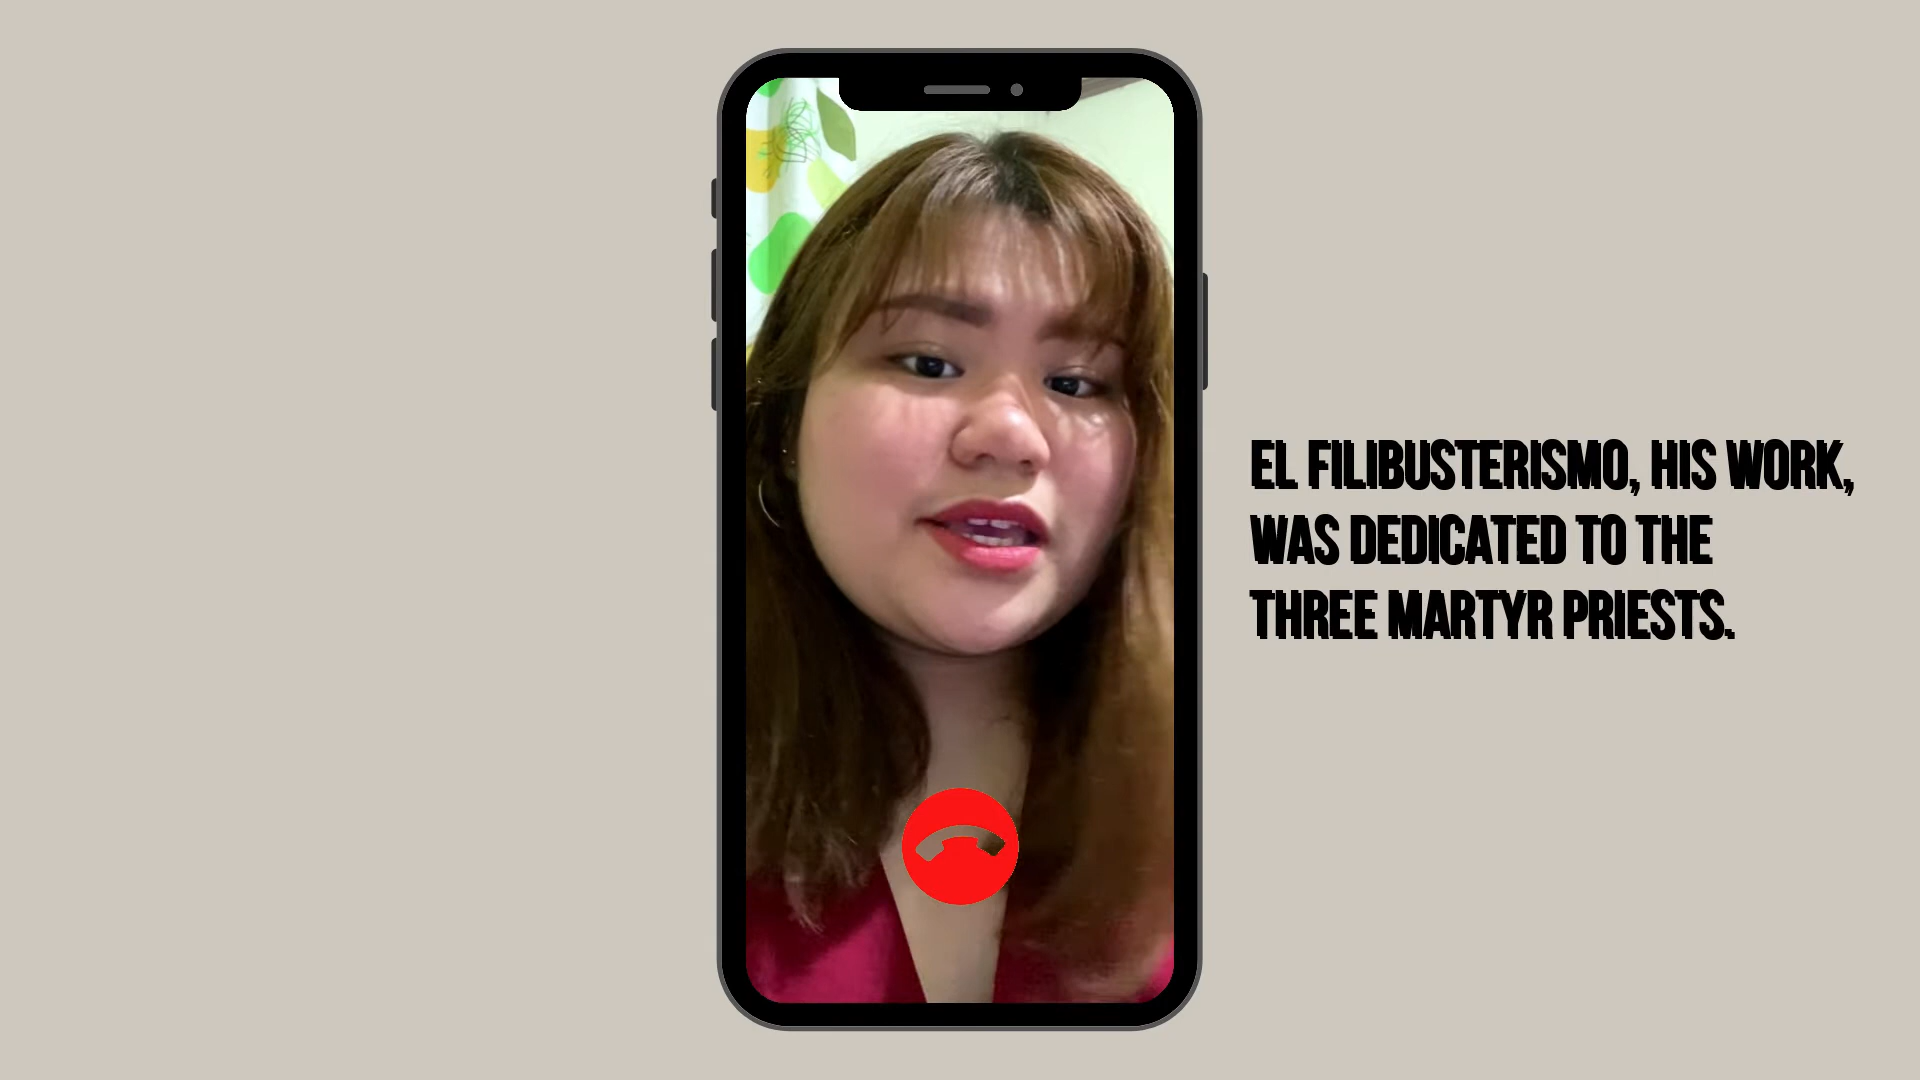 EL FILIBUSTERISMO, HIS WORK,
WAS DEDICATED TO THE
THREE MARTYR PRIESTS.